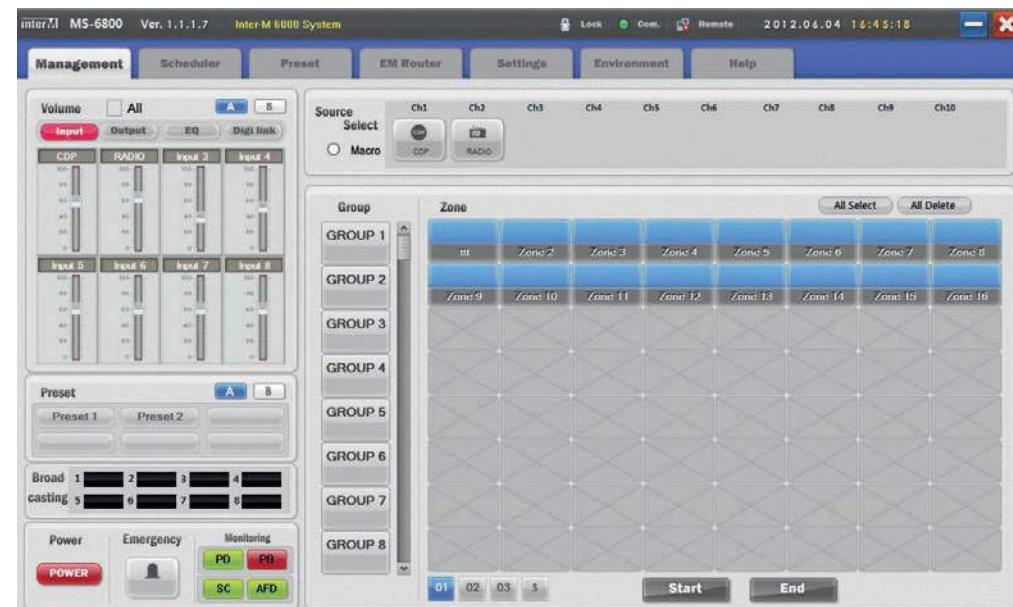 inter M MS-6800 Ver. 1.1.1.7 Inter-M 6000 System Lock Com. Remote 2012.06.04 16:45:18
Management Scheduler Preset EM Router Settings Environment Help
Volume All A B
Input Output EQ Digi link
CDP RADIO Input 3 Input 4
Input 5 Input 6 Input 7 Input 8
Preset A B
Preset 1 Preset 2
Broad casting 1 2 3 4
5 6 7 8
Power Emergency Monitoring
POWER
PD PD
SC AFD
Source Select
Macro
Ch1 Ch2 Ch3 Ch4 Ch5 Ch6 Ch7 Ch8 Ch9 Ch10
CDP RADIO
Group Zone All Select All Delete
GROUP 1
GROUP 2
GROUP 3
GROUP 4
GROUP 5
GROUP 6
GROUP 7
GROUP 8
Zone 2 Zone 3 Zone 4 Zone 5 Zone 6 Zone 7 Zone 8
Zone 9 Zone 10 Zone 11 Zone 12 Zone 13 Zone 14 Zone 15 Zone 16
01 02 03 S
Start End